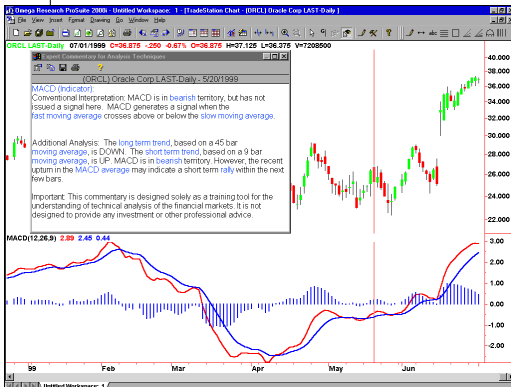 Omega Research ProSuite 2000i - Untitled Workspace: 1 - [TradeStation Chart - (ORCL) Oracle Corp LAST-Daily ]
File View Insert Format Drawing Go Window Help
ORCL LAST-Daily 07/01/1999 C=36.875 -.250 -0.67% O=36.875 H=37.125 L=36.375 V=7208500
Expert Commentary for Analysis Techniques
(ORCL) Oracle Corp LAST-Daily - 5/20/1999
MACD (Indicator):
Conventional Interpretation: MACD is in bearish territory, but has not
issued a signal here. MACD generates a signal when the
fast moving average crosses above or below the slow moving average.
Additional Analysis: The long term trend, based on a 45 bar
moving average, is DOWN. The short term trend, based on a 9 bar
moving average, is UP. MACD is in bearish territory. However, the recent
upturn in the MACD average may indicate a short term rally within the next
few bars.
Important: This commentary is designed solely as a training tool for the
understanding of technical analysis of the financial markets. It is not
designed to provide any investment or other professional advice.
40.000
38.000
36.000
34.000
32.000
30.000
28.000
26.000
24.000
22.000
MACD(12,26,9) 2.89 2.45 0.44
3.00
2.00
1.00
0.00
-1.00
-2.00
99 Feb Mar Apr May Jun
Untitled Workspace: 1